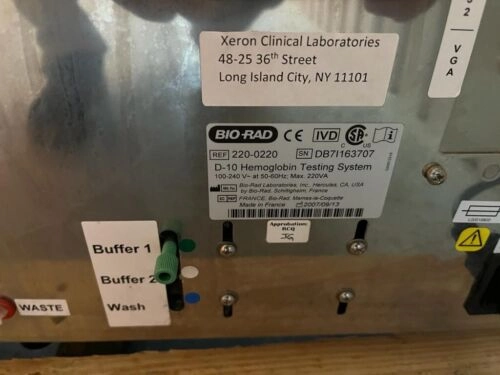 Xeron Clinical Laboratories
48-25 36th Street
Long Island City, NY 11101
VGA
BIO-RAD CE IVD
REF 220-0220 SN DB7I163707
D-10 Hemoglobin Testing System
100-240 V~ at 50-60Hz; Max. 220VA
Bio-Rad Laboratories, Inc. Hercules, CA, USA
by Bio-Rad, Schiltigheim, France
FRANCE, Bio-Rad, Marnes-la-Coquette
Made in France 2007/09/13
Approbation:
RCQ
Buffer 1
Buffer 2
Wash
WASTE